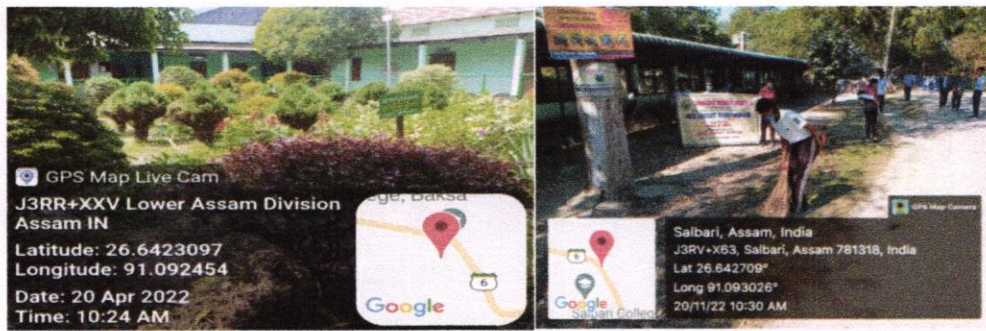 GPS Map Live Cam
J3RR+XXV Lower Assam Division
Assam IN
Latitude: 26.6423097
Longitude: 91.092454
Date: 20 Apr 2022
Time: 10:24 AM
ege, Baksa
6
Google
GPS Map Camera
Salbari, Assam, India
J3RV+X63, Salbari, Assam 781318, India
Lat 26.642709°
Long 91.093026°
20/11/22 10:30 AM
6
Google
Salbari Colleg